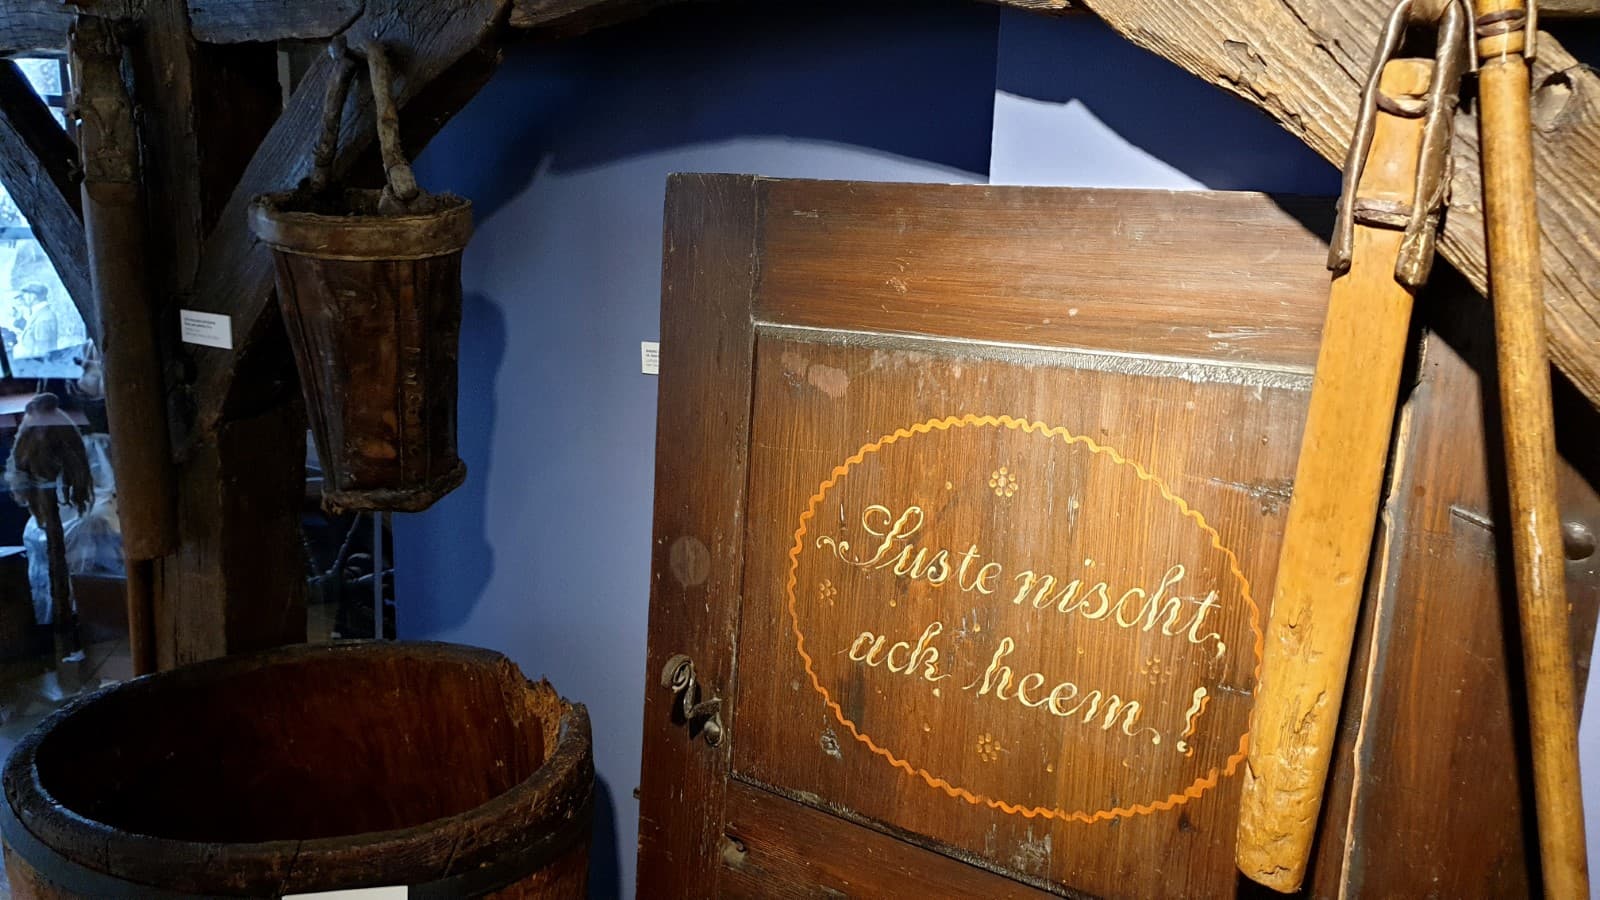 Suste nischt,
ack heem.!